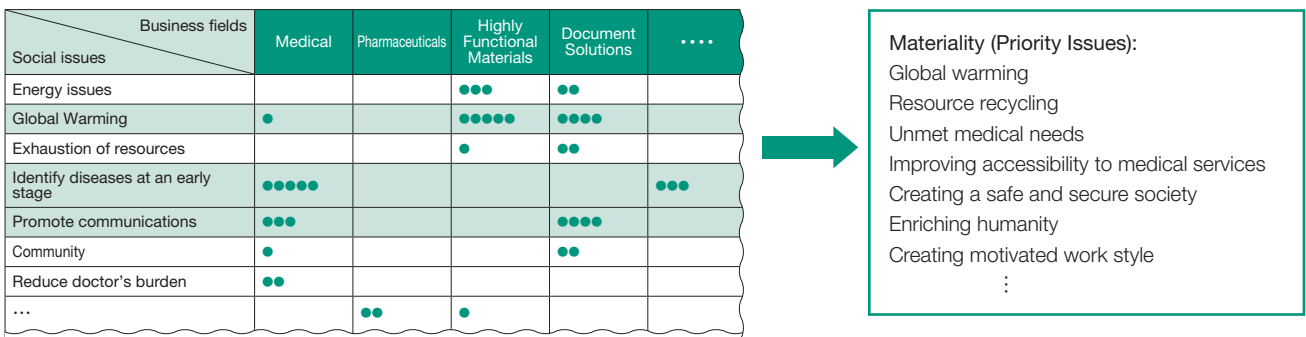 Business fields
Social issues
Medical
Pharmaceuticals
Highly
Functional
Materials
Document
Solutions
••••
Energy issues
Global Warming
Exhaustion of resources
Identify diseases at an early
stage
Promote communications
Community
Reduce doctor's burden
…
Materiality (Priority Issues):
Global warming
Resource recycling
Unmet medical needs
Improving accessibility to medical services
Creating a safe and secure society
Enriching humanity
Creating motivated work style
⋮